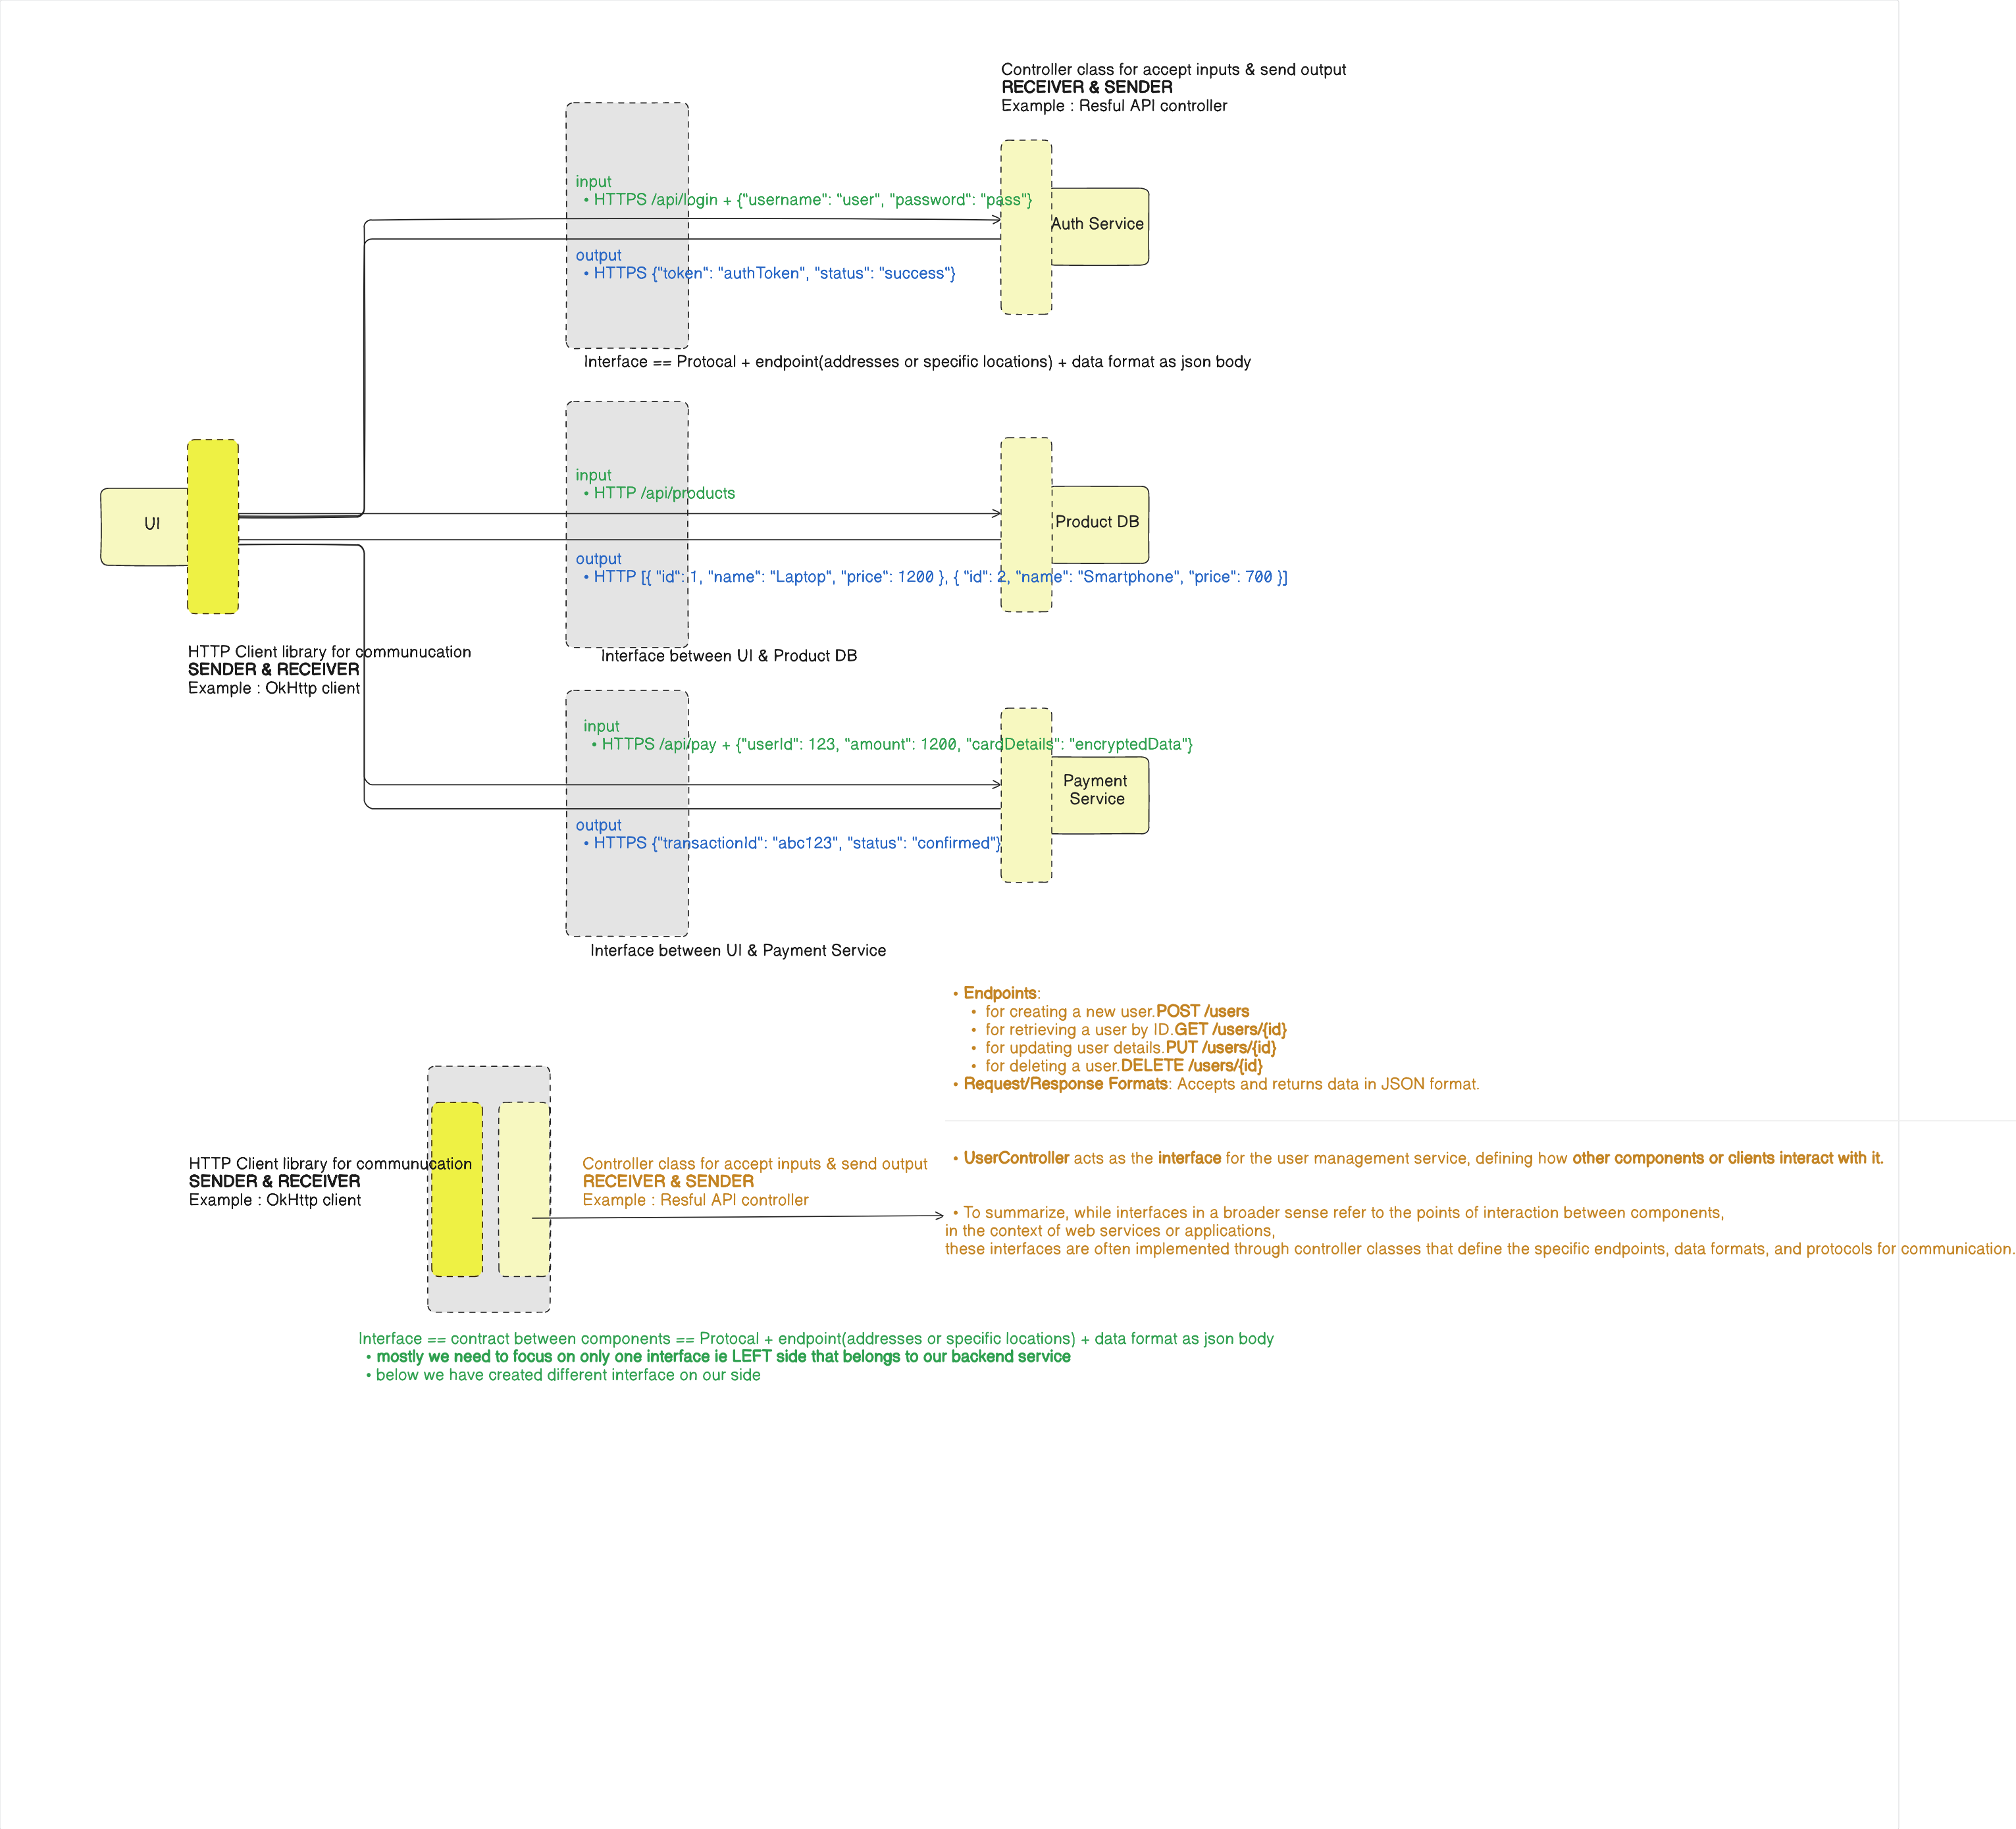 Controller class for accept inputs & send output
RECEIVER & SENDER
Example : Resful API controller
input
• HTTPS /api/login + {"username": "user", "password": "pass"}
Auth Service
output
• HTTPS {"token": "authToken", "status": "success"}
Interface == Protocal + endpoint(addresses or specific locations) + data format as json body
input
• HTTP /api/products
UI
Product DB
output
• HTTP [{ "id": 1, "name": "Laptop", "price": 1200 }, { "id": 2, "name": "Smartphone", "price": 700 }]
HTTP Client library for communucation
SENDER & RECEIVER
Example : OkHttp client
Interface between UI & Product DB
input
• HTTPS /api/pay + {"userId": 123, "amount": 1200, "cardDetails": "encryptedData"}
Payment
Service
output
• HTTPS {"transactionId": "abc123", "status": "confirmed"}
Interface between UI & Payment Service
• Endpoints:
• for creating a new user.POST /users
• for retrieving a user by ID.GET /users/{id}
• for updating user details.PUT /users/{id}
• for deleting a user.DELETE /users/{id}
• Request/Response Formats: Accepts and returns data in JSON format.
HTTP Client library for communucation
SENDER & RECEIVER
Example : OkHttp client
Controller class for accept inputs & send output
RECEIVER & SENDER
Example : Resful API controller
• UserController acts as the interface for the user management service, defining how other components or clients interact with it.
• To summarize, while interfaces in a broader sense refer to the points of interaction between components,
in the context of web services or applications,
these interfaces are often implemented through controller classes that define the specific endpoints, data formats, and protocols for communication.
Interface == contract between components == Protocal + endpoint(addresses or specific locations) + data format as json body
• mostly we need to focus on only one interface ie LEFT side that belongs to our backend service
• below we have created different interface on our side